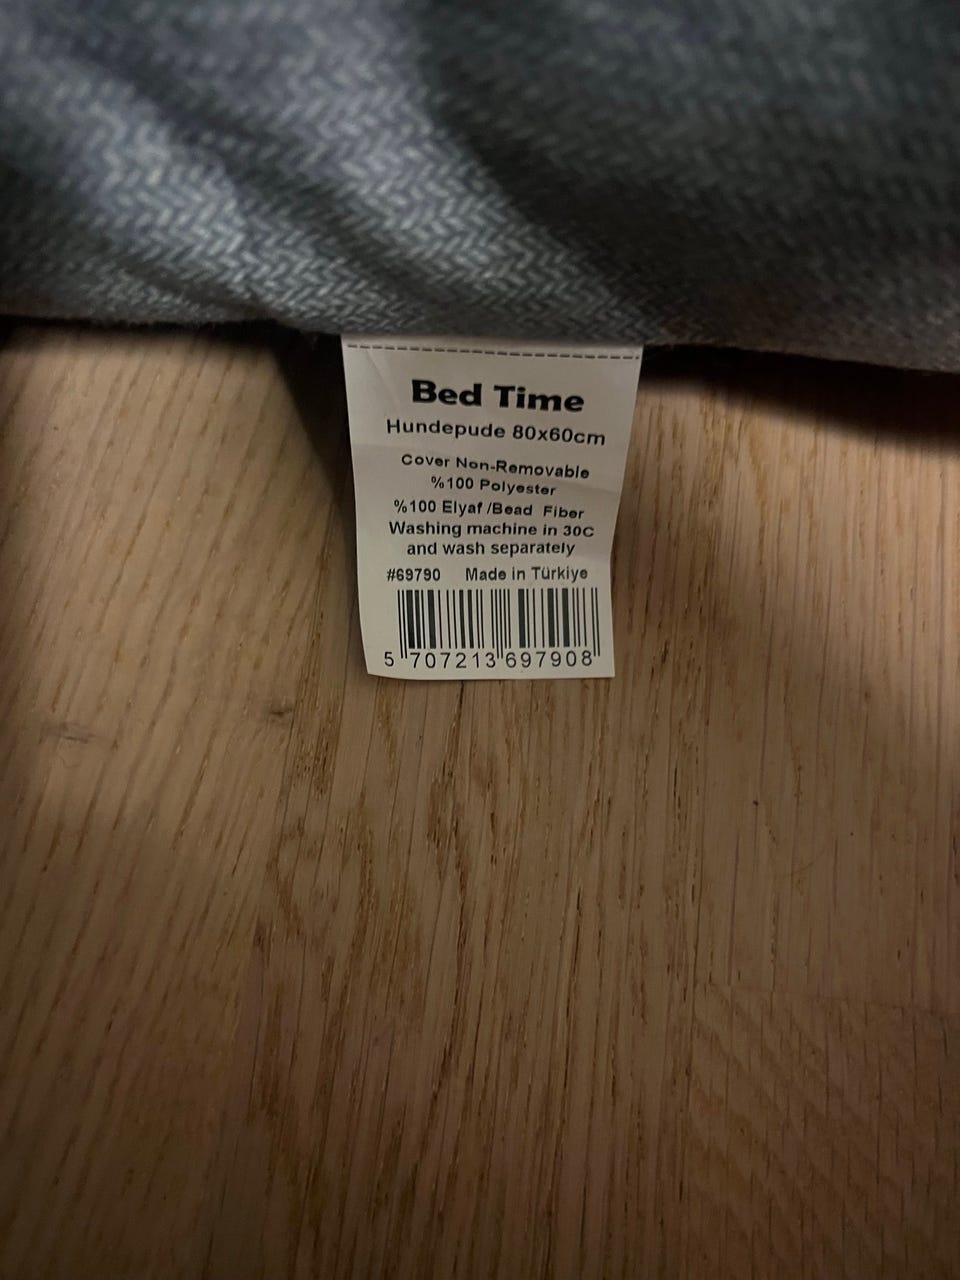 Bed Time
Hundepude 80x60cm
Cover Non-Removable
%100 Polyester
%100 Elyaf /Bead Fiber
Washing machine in 30C
and wash separately
#69790 Made in Türkiye
5 707213 697908